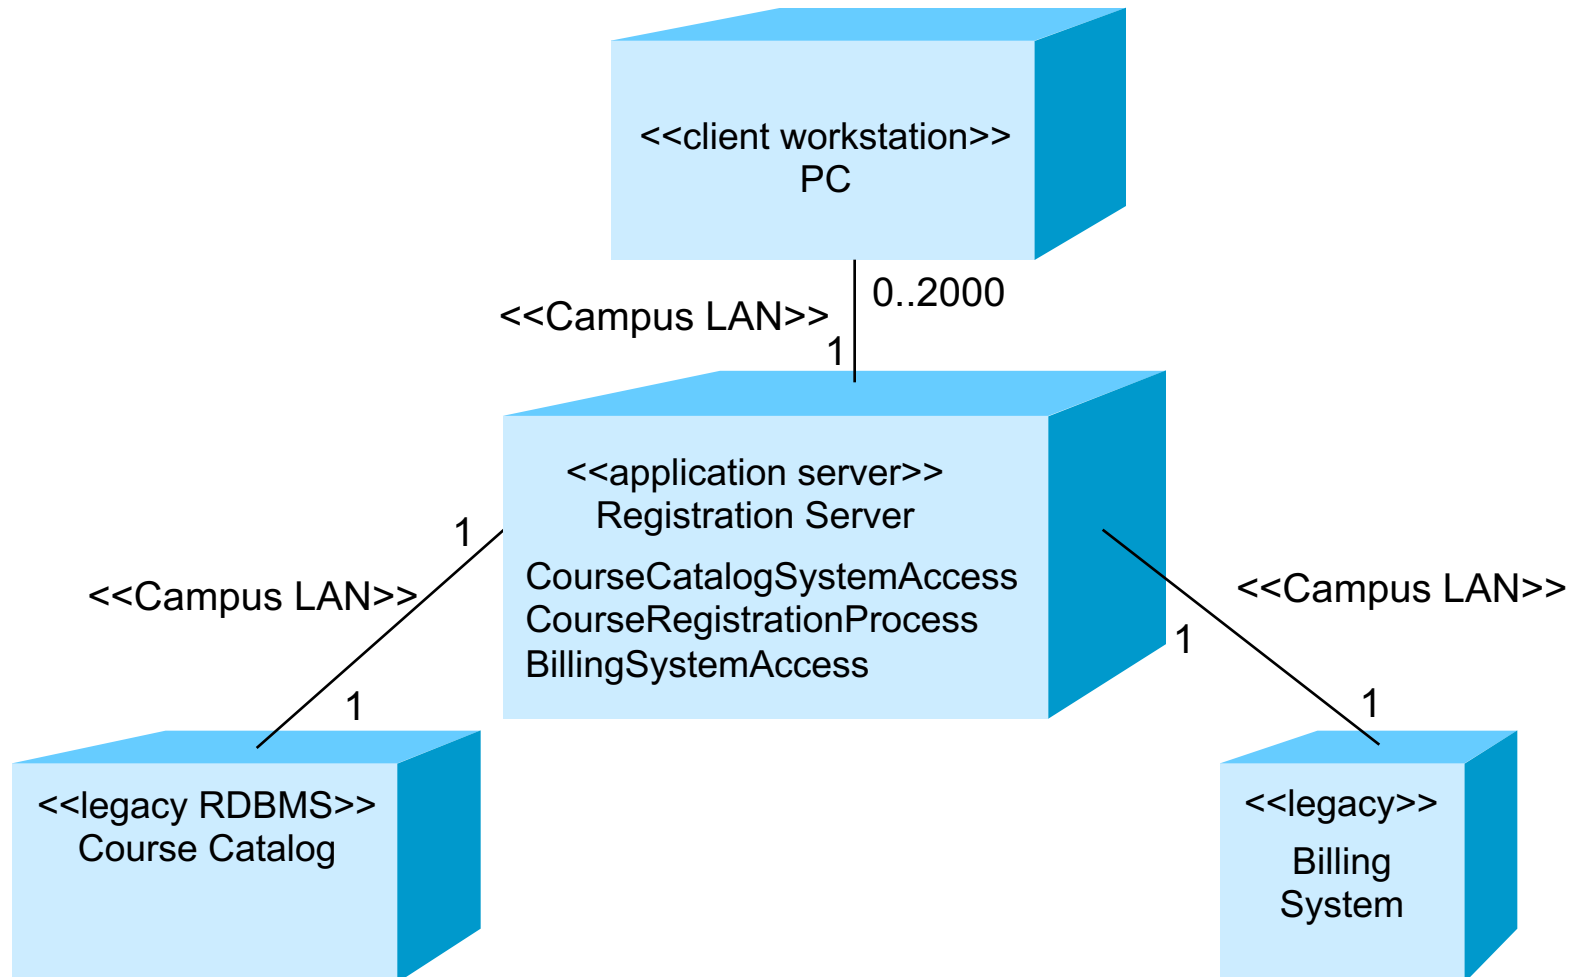 <<client workstation>>
PC
0..2000
<<Campus LAN>>
1
<<application server>>
Registration Server
CourseCatalogSystemAccess
CourseRegistrationProcess
BillingSystemAccess
1
<<Campus LAN>>
1
<<Campus LAN>>
1
1
<<legacy RDBMS>>
Course Catalog
<<legacy>>
Billing
System